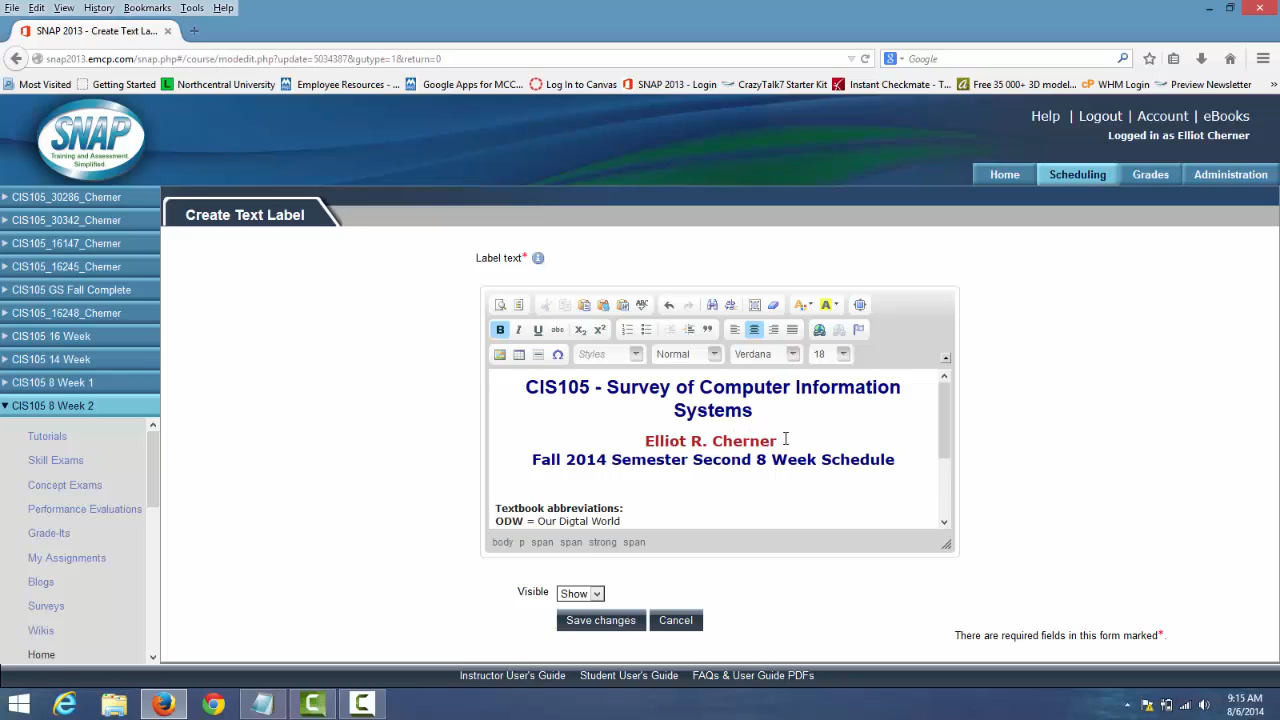 File Edit View History Bookmarks Tools Help
SNAP 2013 - Create Text La...
snap2013.emcp.com/snap.php#/course/modedit.php?update=5034387&gutype=1&return=0
Google
Most Visited Getting Started Northcentral University Employee Resources - ... Google Apps for MCC... Log In to Canvas SNAP 2013 - Login CrazyTalk7 Starter Kit Instant Checkmate - T... Free 35 000+ 3D model... WHM Login Preview Newsletter
SNAP
Training and Assessment
Simplified.
Help | Logout | Account | eBooks
Logged in as Elliot Cherner
Home Scheduling Grades Administration
CIS105_30286_Cherner
CIS105_30342_Cherner
CIS105_16147_Cherner
CIS105_16245_Cherner
CIS105 GS Fall Complete
CIS105_16248_Cherner
CIS105 16 Week
CIS105 14 Week
CIS105 8 Week 1
CIS105 8 Week 2
Tutorials
Skill Exams
Concept Exams
Performance Evaluations
Grade-Its
My Assignments
Blogs
Surveys
Wikis
Home
Create Text Label
Label text*
Styles Normal Verdana 18
CIS105 - Survey of Computer Information
Systems
Elliot R. Cherner
Fall 2014 Semester Second 8 Week Schedule
Textbook abbreviations:
ODW = Our Digtal World
body p span span strong span
Visible Show
Save changes Cancel
There are required fields in this form marked*.
Instructor User's Guide Student User's Guide FAQs & User Guide PDFs
9:15 AM
8/6/2014